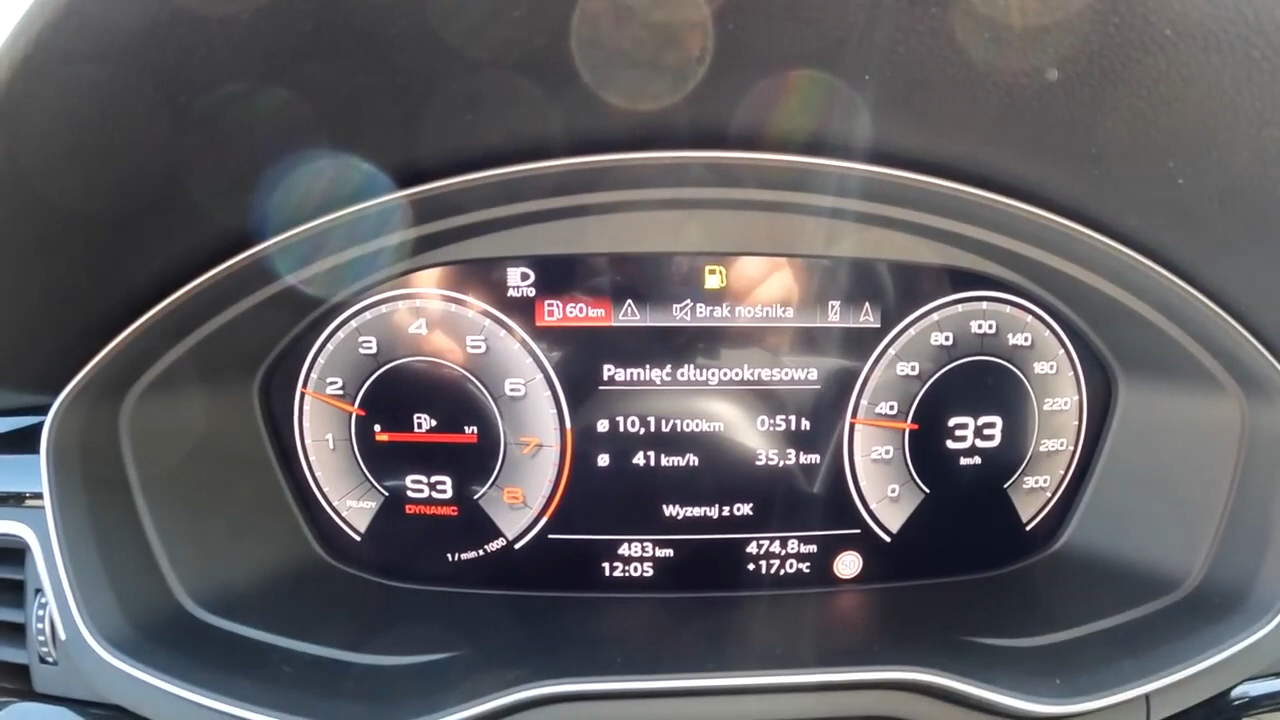 AUTO
60 km
Brak nośnika
1
2
3
4
5
6
7
8
READY
0
1/1
S3
DYNAMIC
1 / min x 1000
Pamięć długookresowa
ø 10,1 l/100km 0:51 h
ø 41 km/h 35,3 km
Wyzeruj z OK
483 km 474,8 km
12:05 +17,0 °C
50
0
20
40
60
80
100
140
180
220
260
300
33
km/h